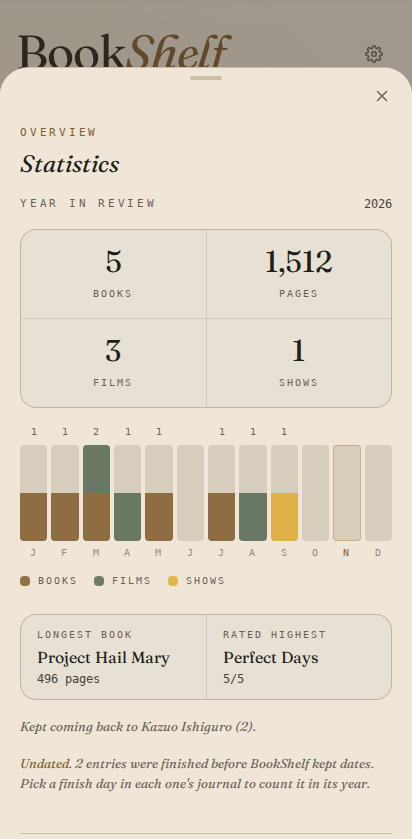 BookShelf
OVERVIEW
Statistics
YEAR IN REVIEW 2026
5 1,512
BOOKS PAGES
3 1
FILMS SHOWS
1 1 2 1 1 1 1 1
J F M A M J J A S O N D
BOOKS FILMS SHOWS
LONGEST BOOK RATED HIGHEST
Project Hail Mary Perfect Days
496 pages 5/5
Kept coming back to Kazuo Ishiguro (2).
Undated. 2 entries were finished before BookShelf kept dates.
Pick a finish day in each one's journal to count it in its year.